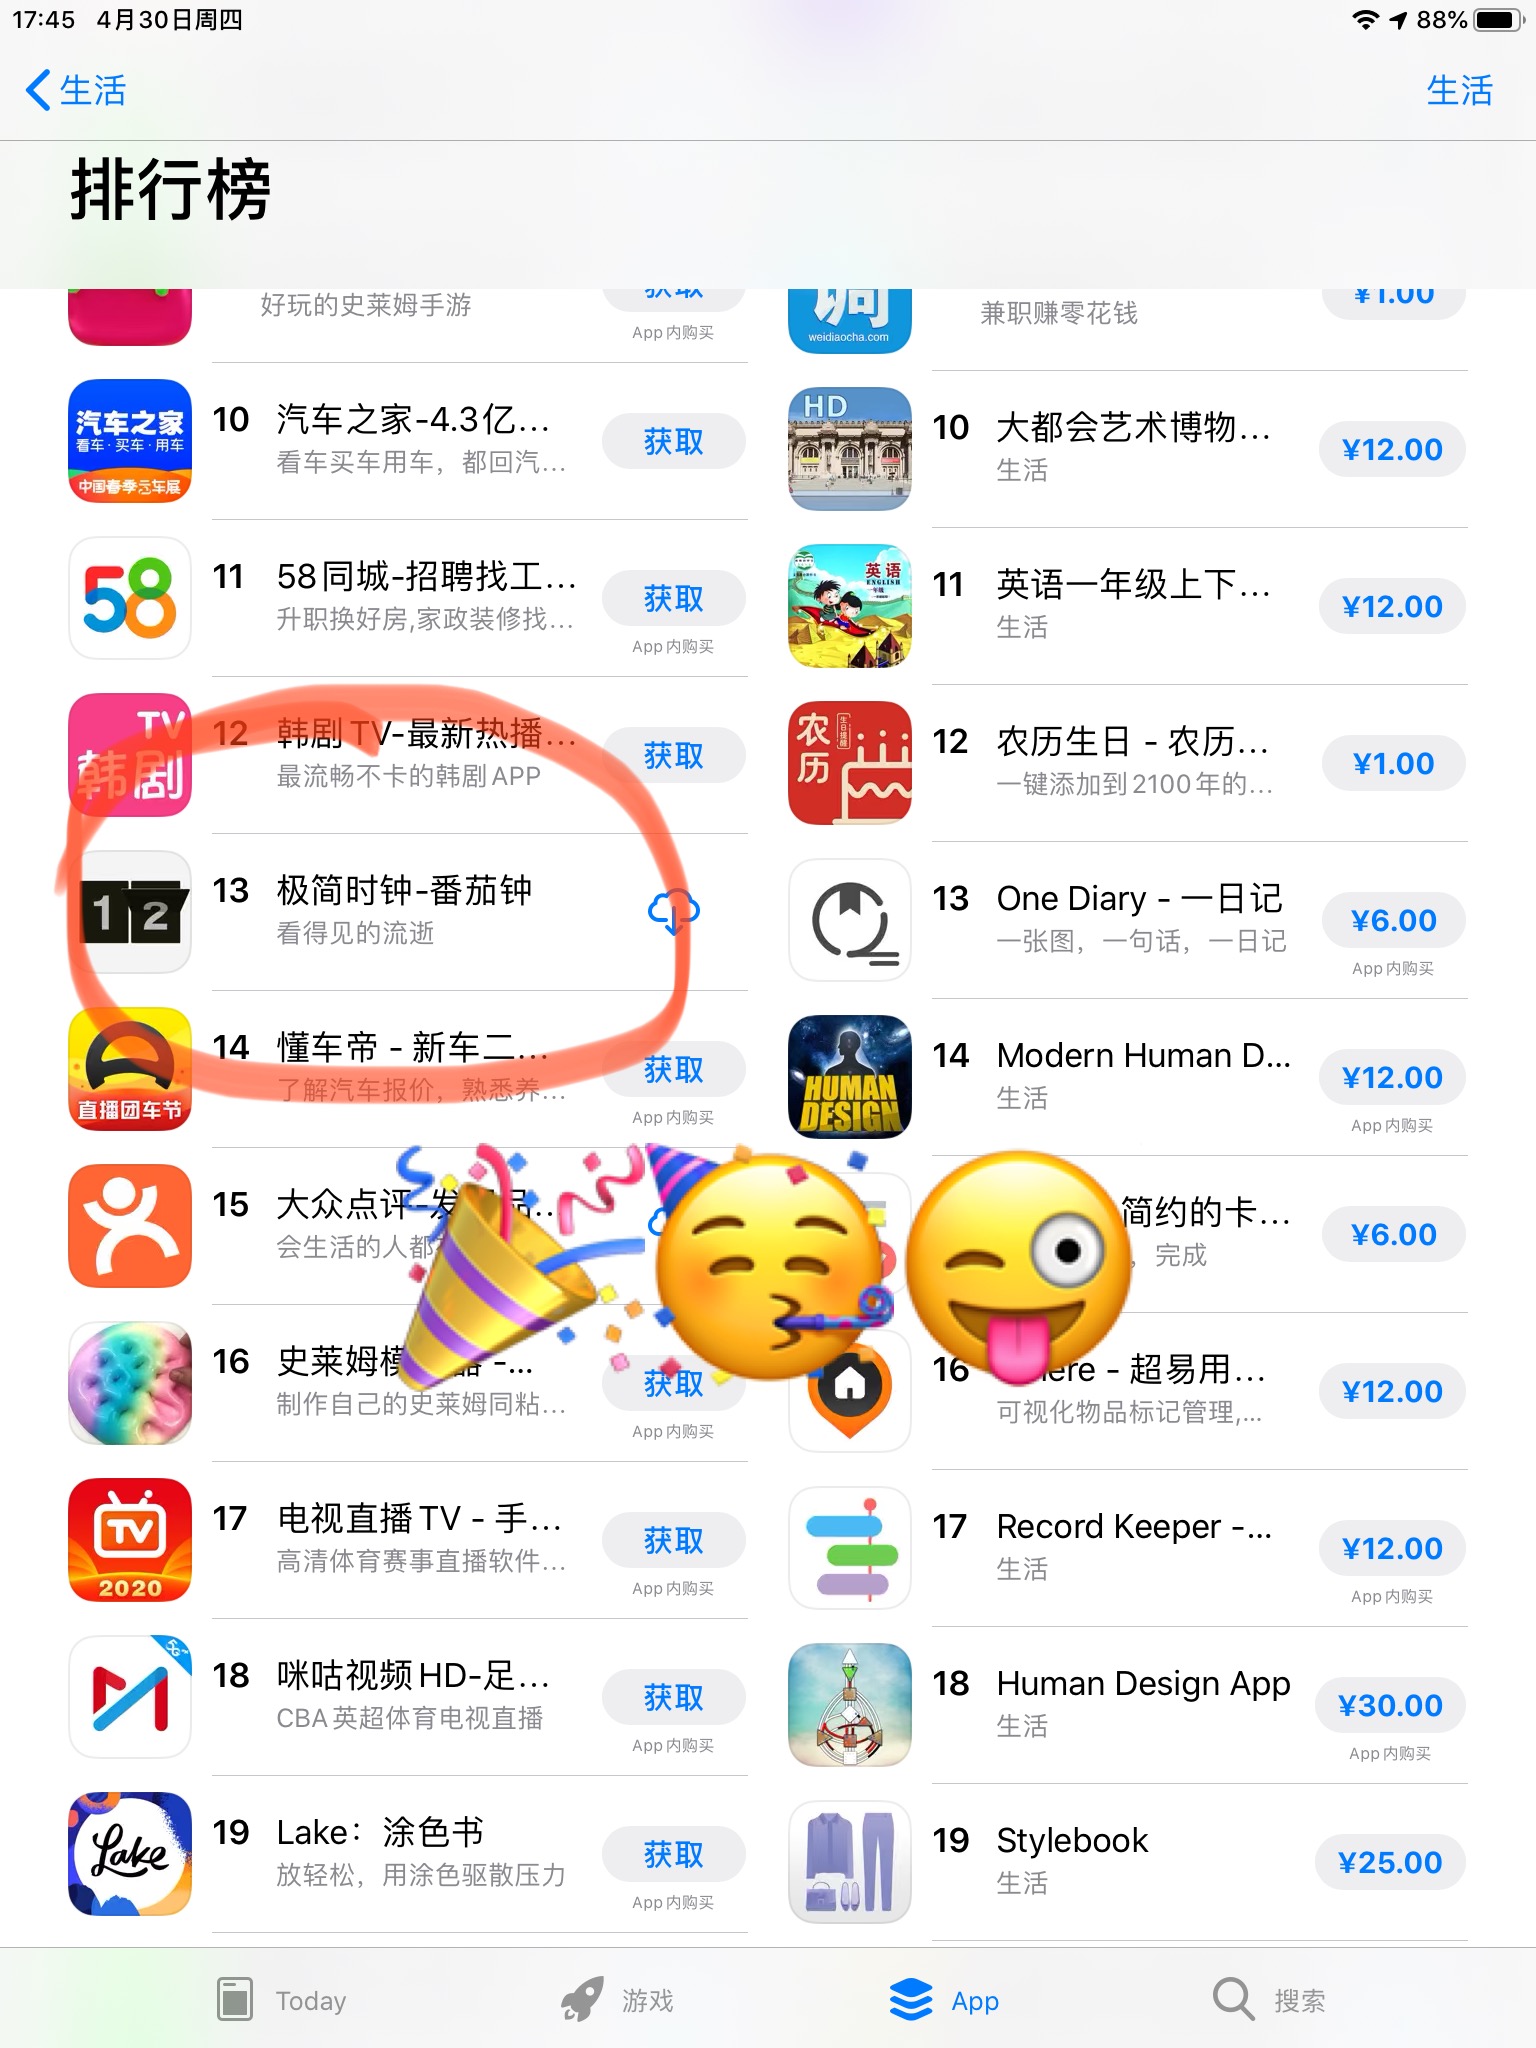 17:45 4月30日周四
88%
生活
生活
排行榜
好玩的史莱姆手游
App 内购买
weidiaocha.com
兼职赚零花钱
¥1.00
汽车之家
看车·买车·用车
10 汽车之家-4.3亿...
看车买车用车，都回汽...
获取
HD
10 大都会艺术博物...
生活
¥12.00
58
11 58同城-招聘找工...
升职换好房,家政装修找...
获取
App 内购买
英语
ENGLISH
11 英语一年级上下...
生活
¥12.00
TV
韩剧
12 韩剧TV-最新热播...
最流畅不卡的韩剧APP
获取
农历
生日提醒
12 农历生日 - 农历...
一键添加到2100年的...
¥1.00
12
13 极简时钟-番茄钟
看得见的流逝
13 One Diary - 一日记
一张图，一句话，一日记
¥6.00
App 内购买
直播团车节
14 懂车帝 - 新车二...
了解汽车报价，熟悉养...
获取
App 内购买
HUMAN
DESIGN
14 Modern Human D...
生活
¥12.00
App 内购买
15 大众点评-发
会生活的人都
简约的卡...
，完成
¥6.00
16 史莱姆模
制作自己的史莱姆同粘...
获取
App 内购买
16
ere - 超易用...
可视化物品标记管理,...
¥12.00
TV
2020
17 电视直播TV - 手...
高清体育赛事直播软件...
获取
App 内购买
17 Record Keeper -...
生活
¥12.00
App 内购买
18 咪咕视频HD-足...
CBA英超体育电视直播
获取
App 内购买
18 Human Design App
生活
¥30.00
App 内购买
Lake
19 Lake：涂色书
放轻松，用涂色驱散压力
获取
App 内购买
19 Stylebook
生活
¥25.00
Today
游戏
App
搜索